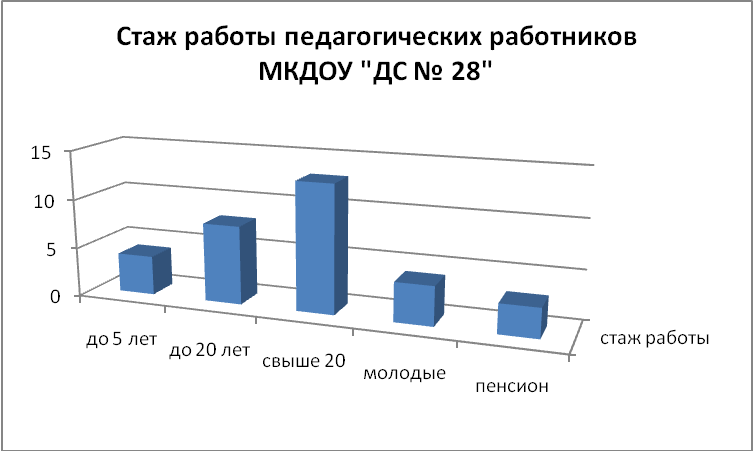 Стаж работы педагогических работников
МКДОУ "ДС № 28"
15
10
5
0
до 5 лет
до 20 лет
свыше 20
молодые
пенсион
стаж работы